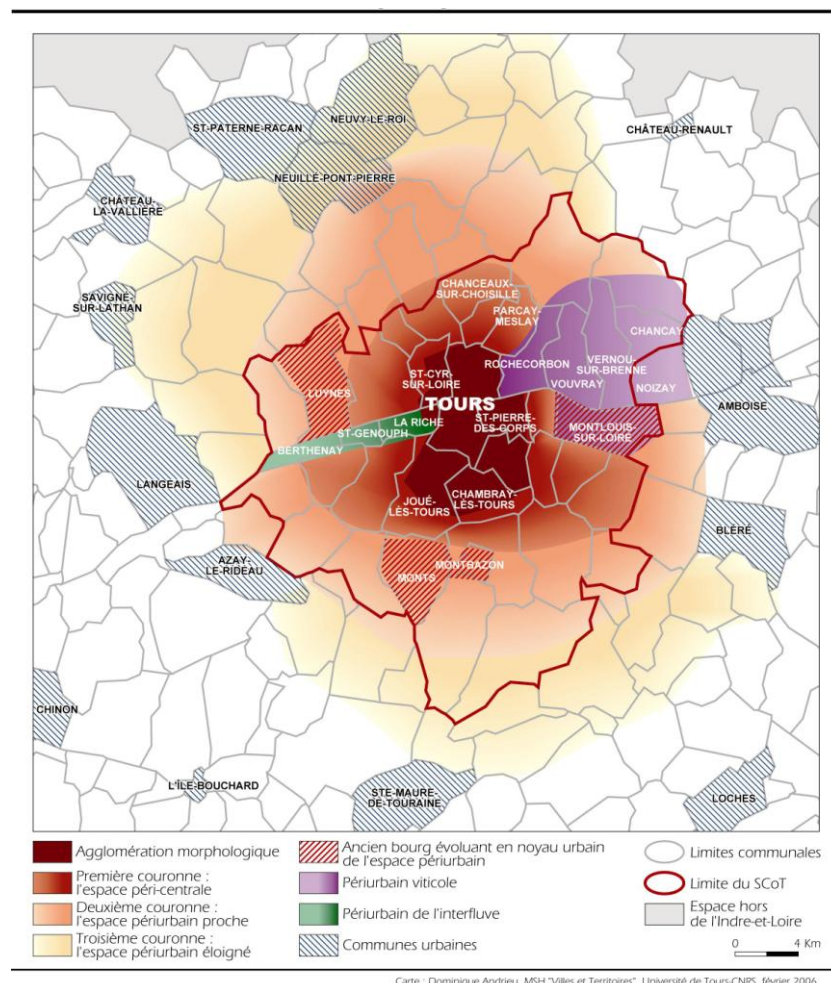 NEUVY-LE-ROI
ST-PATERNE-RACAN
CHÂTEAU-RENAULT
NEUILLÉ-PONT-PIERRE
CHÂTEAU-
LA-VALLIÈRE
CHANCEAUX-
SUR-CHOISILLE
SAVIGNÉ-
SUR-LATHAN
PARCAY-
MESLAY
CHANCAY
ROCHECORBON
VERNOU-
SUR-BRENNE
ST-CYR-
SUR-LOIRE
LUYNES
VOUVRAY
NOIZAY
TOURS
AMBOISE
LA RICHE
ST-PIERRE-
DES-CORPS
ST-GENOUPH
MONTLOUIS-
SUR-LOIRE
BERTHENAY
LANGEAIS
JOUÉ-
LÈS-TOURS
CHAMBRAY-
LÈS-TOURS
BLÉRÉ
AZAY-
LE-RIDEAU
MONTBAZON
MONTS
CHINON
L'ÎLE-BOUCHARD
STE-MAURE-
DE-TOURAINE
LOCHES
Agglomération morphologique
Première couronne :
l'espace péri-centrale
Deuxième couronne :
l'espace périurbain proche
Troisième couronne :
l'espace périurbain éloigné
Ancien bourg évoluant en noyau urbain
de l'espace périurbain
Périurbain viticole
Périurbain de l'interfluve
Communes urbaines
Limites communales
Limite du SCoT
Espace hors
de l'Indre-et-Loire
0 4 Km
Carte : Dominique Andrieu, MSH "Villes et Territoires", Université de Tours-CNRS, février 2006